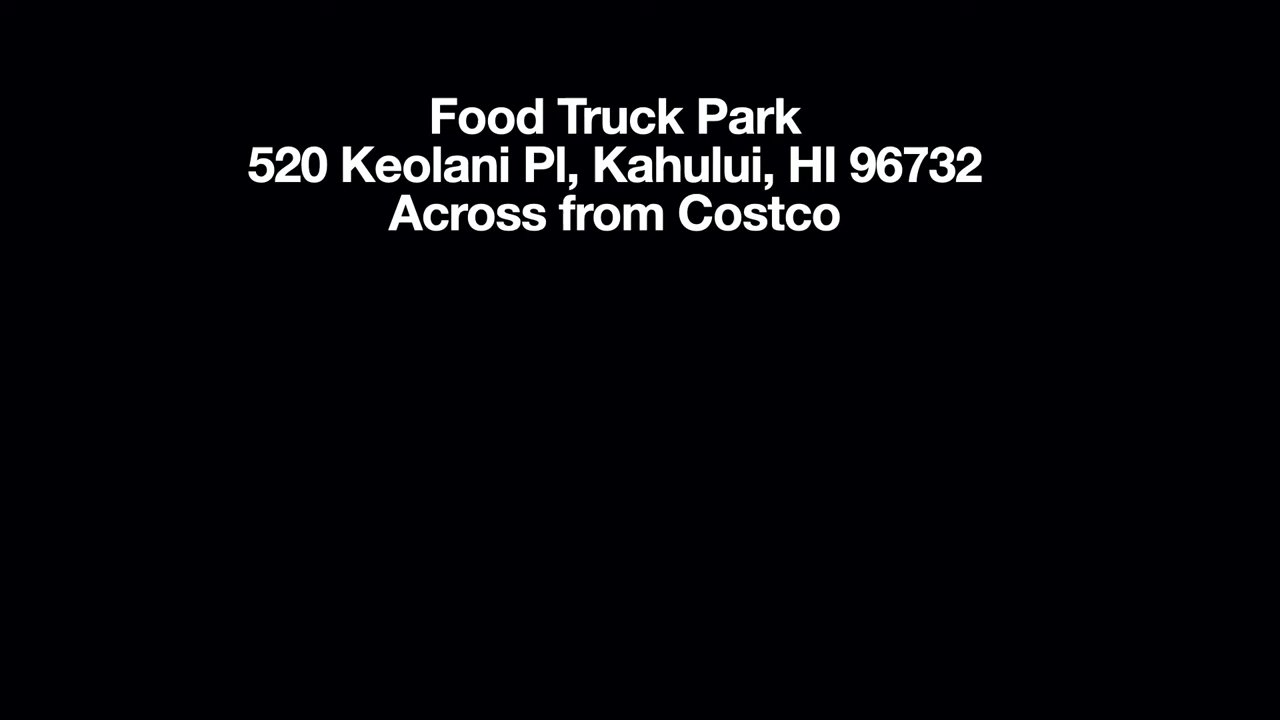 Food Truck Park
520 Keolani Pl, Kahului, HI 96732
Across from Costco